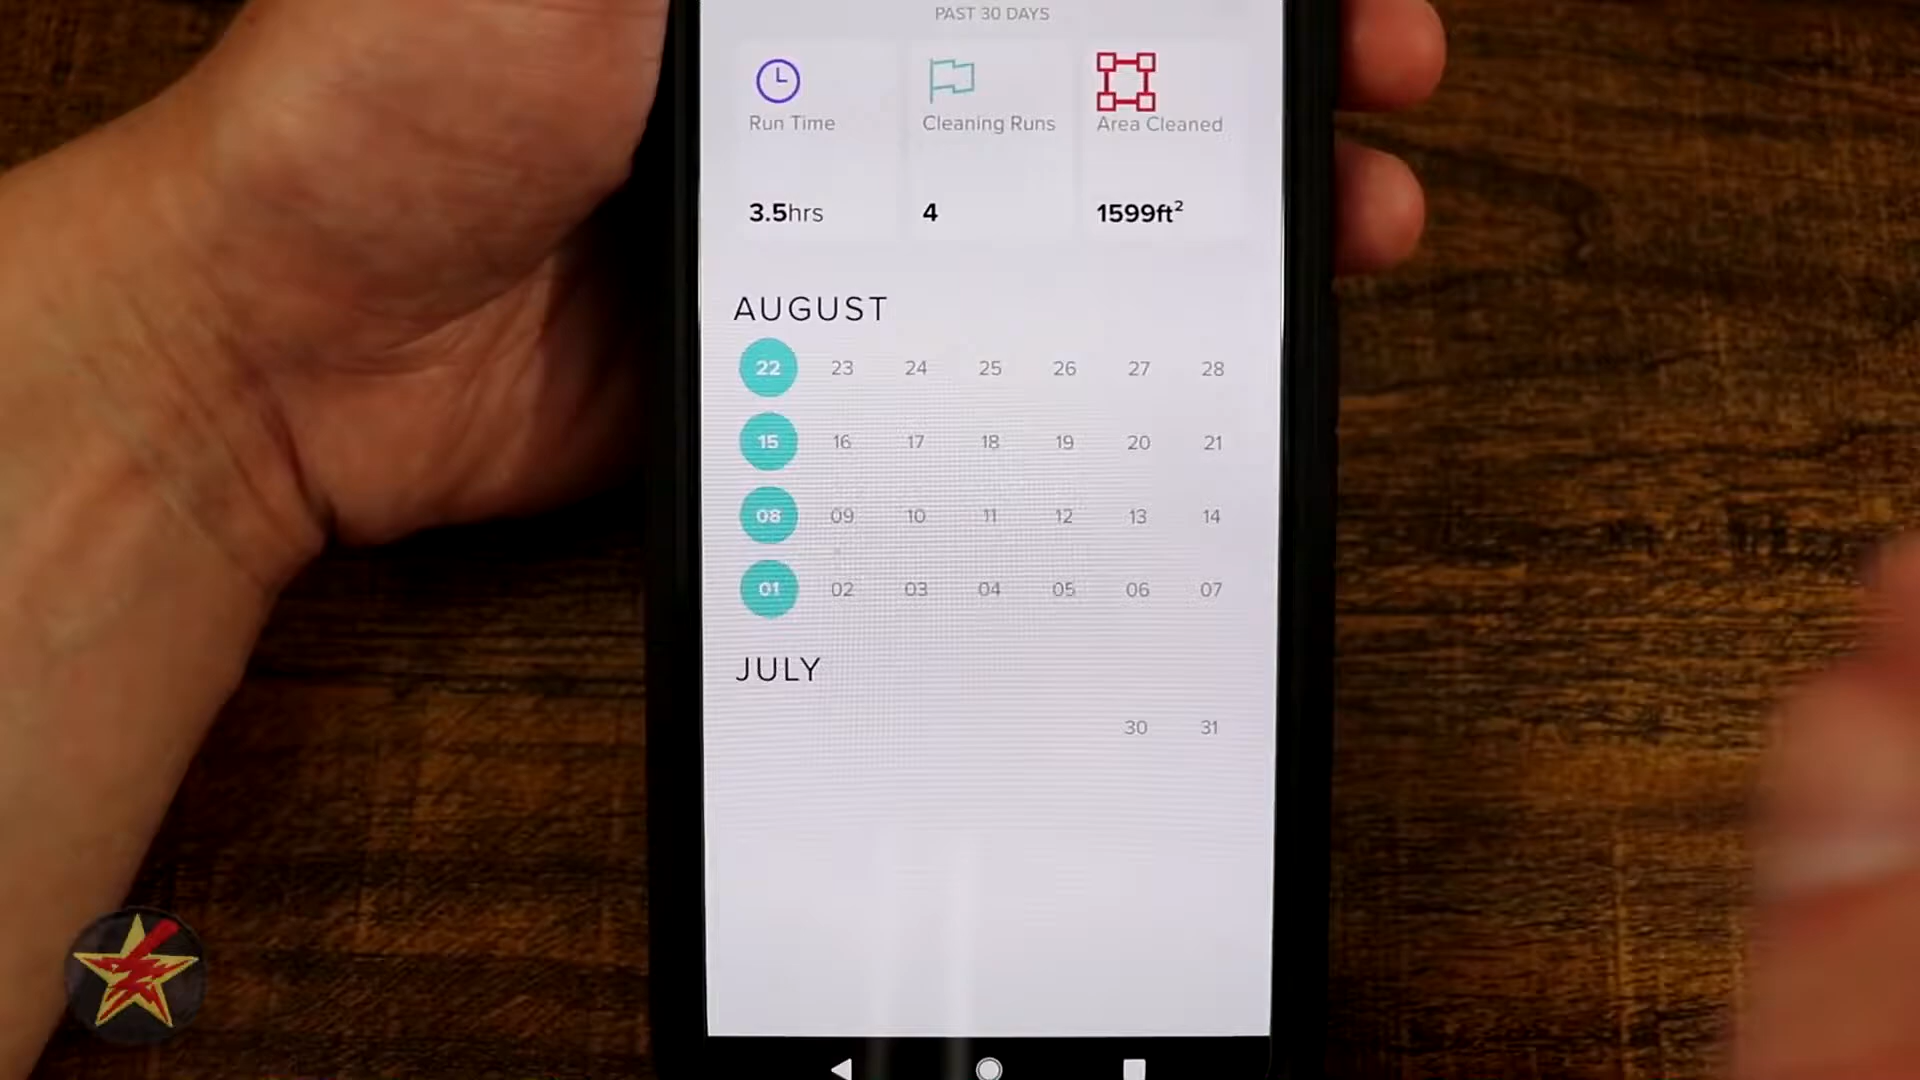 PAST 30 DAYS
Run Time Cleaning Runs Area Cleaned
3.5hrs 4 1599ft²
AUGUST
22 23 24 25 26 27 28
15 16 17 18 19 20 21
08 09 10 11 12 13 14
01 02 03 04 05 06 07
JULY
30 31